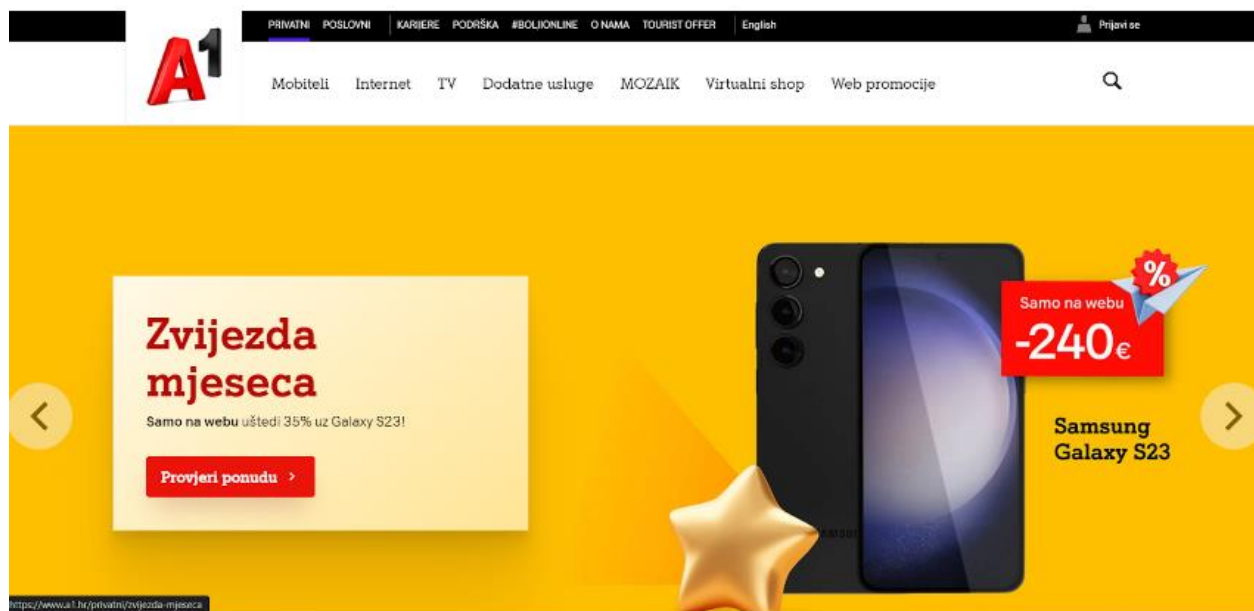 PRIVATNI POSLOVNI KARIJERE PODRŠKA #BOLJIONLINE O NAMA TOURIST OFFER English Prijavi se
A1
Mobiteli Internet TV Dodatne usluge MOZAIK Virtualni shop Web promocije
Zvijezda
mjeseca
Samo na webu uštedi 35% uz Galaxy S23!
Provjeri ponudu >
%
Samo na webu
-240€
Samsung
Galaxy S23
https://www.a1.hr/privatni/zvijezda-mjeseca